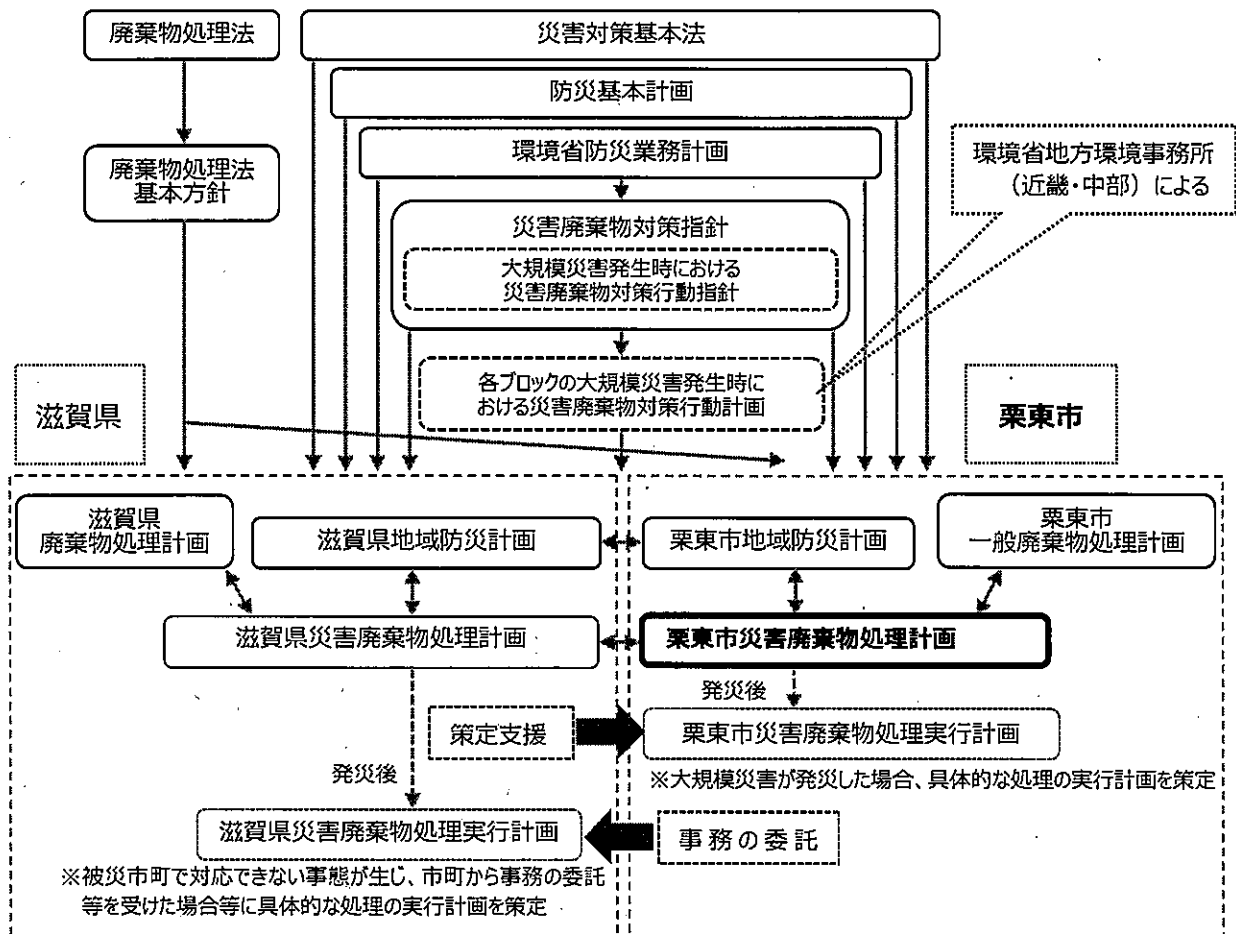 廃棄物処理法
災害対策基本法
防災基本計画
環境省防災業務計画
環境省地方環境事務所
（近畿・中部）による
廃棄物処理法
基本方針
災害廃棄物対策指針
大規模災害発生時における
災害廃棄物対策行動指針
各ブロックの大規模災害発生時に
おける災害廃棄物対策行動計画
滋賀県
栗東市
滋賀県
廃棄物処理計画
滋賀県地域防災計画
栗東市地域防災計画
栗東市
一般廃棄物処理計画
滋賀県災害廃棄物処理計画
栗東市災害廃棄物処理計画
発災後
策定支援
栗東市災害廃棄物処理実行計画
※大規模災害が発災した場合、具体的な処理の実行計画を策定
発災後
滋賀県災害廃棄物処理実行計画
事務の委託
※被災市町で対応できない事態が生じ、市町から事務の委託
等を受けた場合等に具体的な処理の実行計画を策定